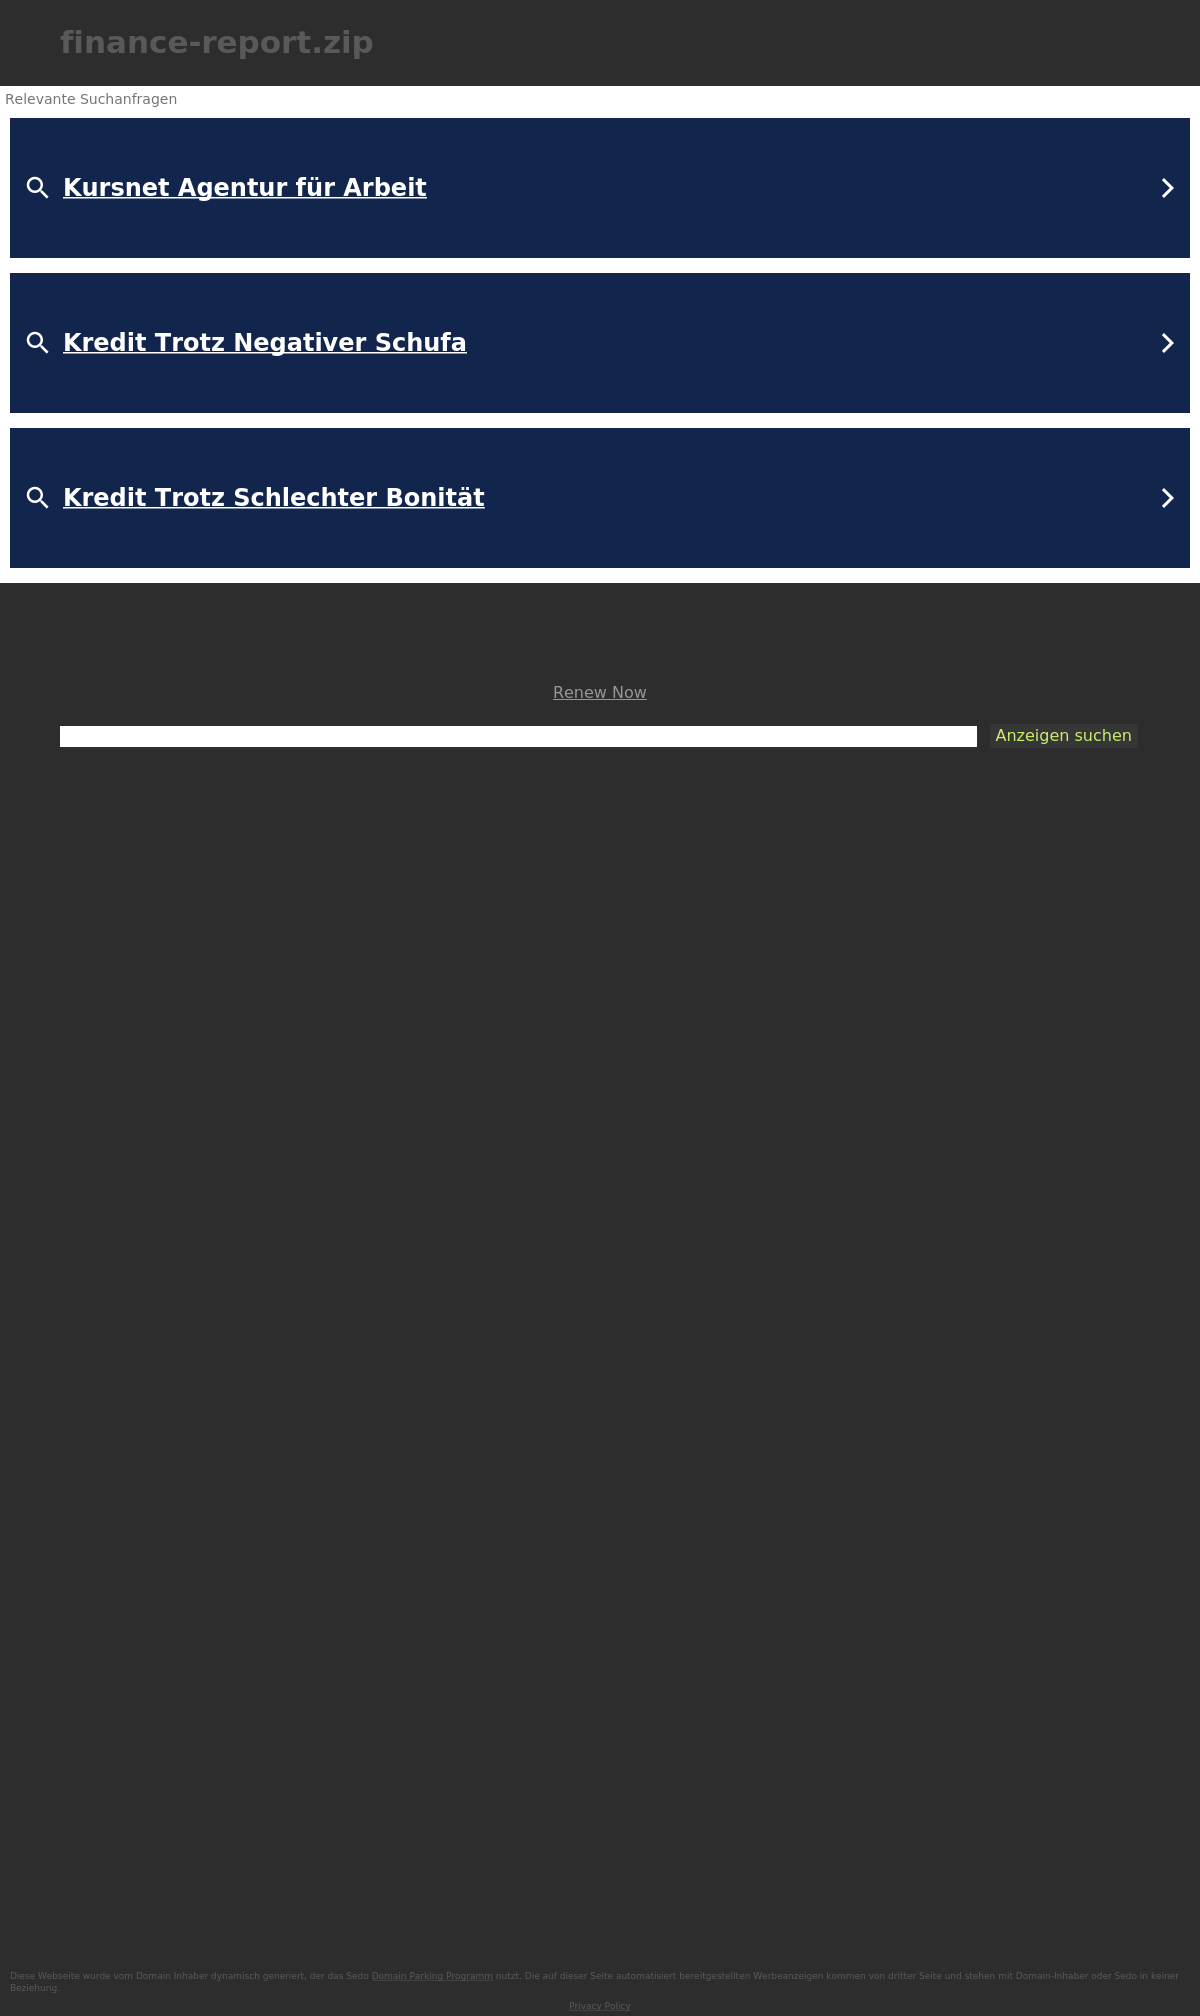 finance-report.zip
Relevante Suchanfragen
Kursnet Agentur für Arbeit
Kredit Trotz Negativer Schufa
Kredit Trotz Schlechter Bonität
Renew Now
Anzeigen suchen
Diese Webseite wurde vom Domain Inhaber dynamisch generiert, der das Sedo Domain Parking Programm nutzt. Die auf dieser Seite automatisiert bereitgestellten Werbeanzeigen kommen von dritter Seite und stehen mit Domain-Inhaber oder Sedo in keiner
Beziehung.
Privacy Policy